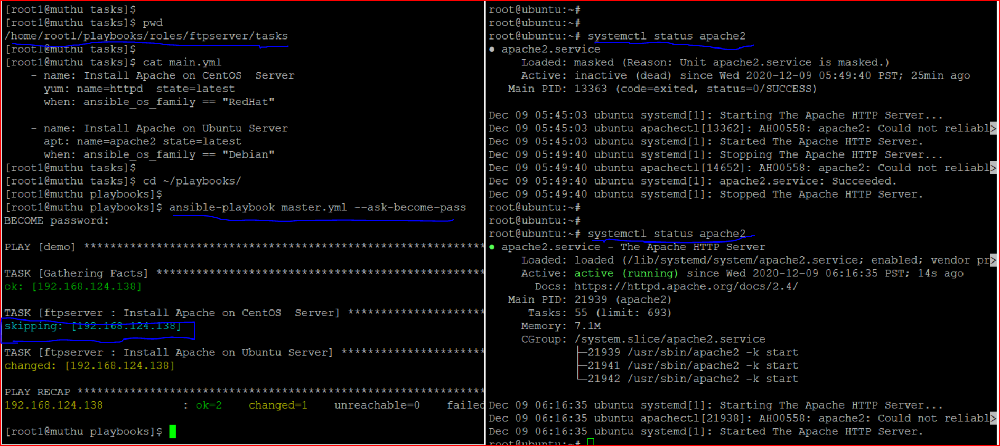 [root1@muthu tasks]$
[root1@muthu tasks]$ pwd
/home/root1/playbooks/roles/ftpserver/tasks
[root1@muthu tasks]$
[root1@muthu tasks]$ cat main.yml
    - name: Install Apache on CentOS  Server
      yum: name=httpd  state=latest
      when: ansible_os_family == "RedHat"
    - name: Install Apache on Ubuntu Server
      apt: name=apache2 state=latest
      when: ansible_os_family == "Debian"
[root1@muthu tasks]$
[root1@muthu tasks]$ cd ~/playbooks/
[root1@muthu playbooks]$
[root1@muthu playbooks]$ ansible-playbook master.yml --ask-become-pass
BECOME password:
PLAY [demo] *************************************************************
TASK [Gathering Facts] **************************************************
ok: [192.168.124.138]
TASK [ftpserver : Install Apache on CentOS  Server] *********************
skipping: [192.168.124.138]
TASK [ftpserver : Install Apache on Ubuntu Server] **********************
changed: [192.168.124.138]
PLAY RECAP **************************************************************
192.168.124.138            : ok=2    changed=1    unreachable=0    failed
[root1@muthu playbooks]$
root@ubuntu:~#
root@ubuntu:~#
root@ubuntu:~# systemctl status apache2
● apache2.service
     Loaded: masked (Reason: Unit apache2.service is masked.)
     Active: inactive (dead) since Wed 2020-12-09 05:49:40 PST; 25min ago
   Main PID: 13363 (code=exited, status=0/SUCCESS)
Dec 09 05:45:03 ubuntu systemd[1]: Starting The Apache HTTP Server...
Dec 09 05:45:03 ubuntu apachectl[13362]: AH00558: apache2: Could not reliabl>
Dec 09 05:45:03 ubuntu systemd[1]: Started The Apache HTTP Server.
Dec 09 05:49:40 ubuntu systemd[1]: Stopping The Apache HTTP Server...
Dec 09 05:49:40 ubuntu apachectl[14652]: AH00558: apache2: Could not reliabl>
Dec 09 05:49:40 ubuntu systemd[1]: apache2.service: Succeeded.
Dec 09 05:49:40 ubuntu systemd[1]: Stopped The Apache HTTP Server.
root@ubuntu:~#
root@ubuntu:~#
root@ubuntu:~# systemctl status apache2
● apache2.service - The Apache HTTP Server
     Loaded: loaded (/lib/systemd/system/apache2.service; enabled; vendor pr>
     Active: active (running) since Wed 2020-12-09 06:16:35 PST; 14s ago
       Docs: https://httpd.apache.org/docs/2.4/
   Main PID: 21939 (apache2)
      Tasks: 55 (limit: 693)
     Memory: 7.1M
     CGroup: /system.slice/apache2.service
             ├─21939 /usr/sbin/apache2 -k start
             ├─21941 /usr/sbin/apache2 -k start
             └─21942 /usr/sbin/apache2 -k start
Dec 09 06:16:35 ubuntu systemd[1]: Starting The Apache HTTP Server...
Dec 09 06:16:35 ubuntu apachectl[21938]: AH00558: apache2: Could not reliabl>
Dec 09 06:16:35 ubuntu systemd[1]: Started The Apache HTTP Server.
root@ubuntu:~#